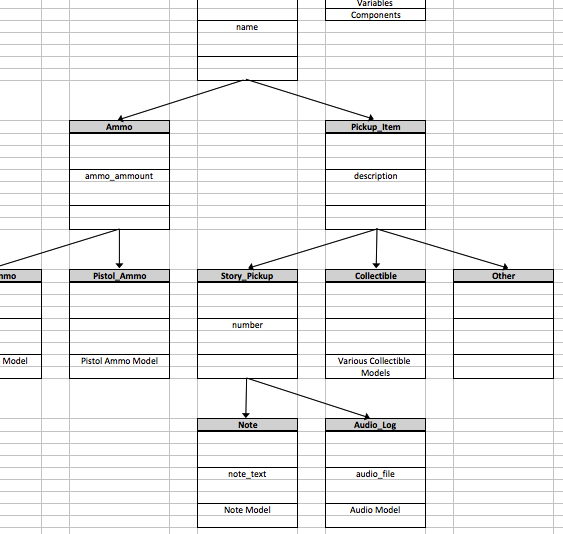 Variables
Components
name
Ammo
Pickup_Item
ammo_ammount
description
Pistol_Ammo
Story_Pickup
Collectible
Other
number
Model
Pistol Ammo Model
Various Collectible
Models
Note
Audio_Log
note_text
audio_file
Note Model
Audio Model